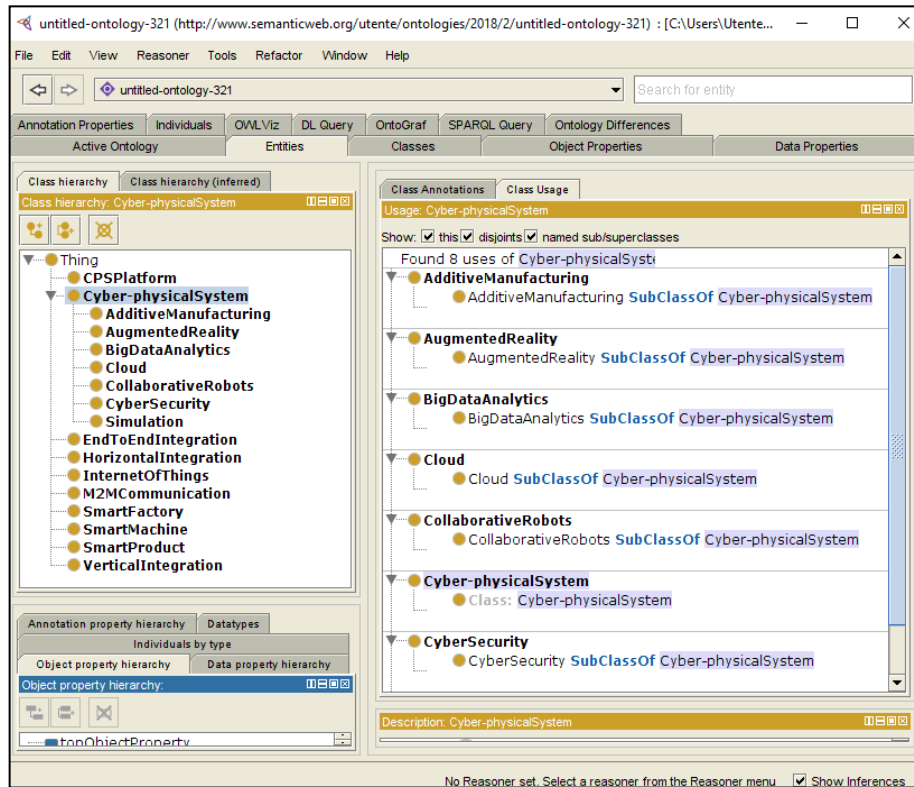 untitled-ontology-321 (http://www.semanticweb.org/utente/ontologies/2018/2/untitled-ontology-321) : [C:\Users\Utente...
File Edit View Reasoner Tools Refactor Window Help
untitled-ontology-321
Search for entity
Annotation Properties Individuals OWLViz DL Query OntoGraf SPARQL Query Ontology Differences
Active Ontology Entities Classes Object Properties Data Properties
Class hierarchy Class hierarchy (inferred)
Class hierarchy: Cyber-physicalSystem
Thing
CPSPlatform
Cyber-physicalSystem
AdditiveManufacturing
AugmentedReality
BigDataAnalytics
Cloud
CollaborativeRobots
CyberSecurity
Simulation
EndToEndIntegration
HorizontalIntegration
InternetOfThings
M2MCommunication
SmartFactory
SmartMachine
SmartProduct
VerticalIntegration
Annotation property hierarchy Datatypes
Individuals by type
Object property hierarchy Data property hierarchy
Object property hierarchy:
topObjectProperty
Class Annotations Class Usage
Usage: Cyber-physicalSystem
Show: this disjoints named sub/superclasses
Found 8 uses of Cyber-physicalSyste
AdditiveManufacturing
AdditiveManufacturing SubClassOf Cyber-physicalSystem
AugmentedReality
AugmentedReality SubClassOf Cyber-physicalSystem
BigDataAnalytics
BigDataAnalytics SubClassOf Cyber-physicalSystem
Cloud
Cloud SubClassOf Cyber-physicalSystem
CollaborativeRobots
CollaborativeRobots SubClassOf Cyber-physicalSystem
Cyber-physicalSystem
Class: Cyber-physicalSystem
CyberSecurity
CyberSecurity SubClassOf Cyber-physicalSystem
Description: Cyber-physicalSystem
No Reasoner set. Select a reasoner from the Reasoner menu Show Inferences